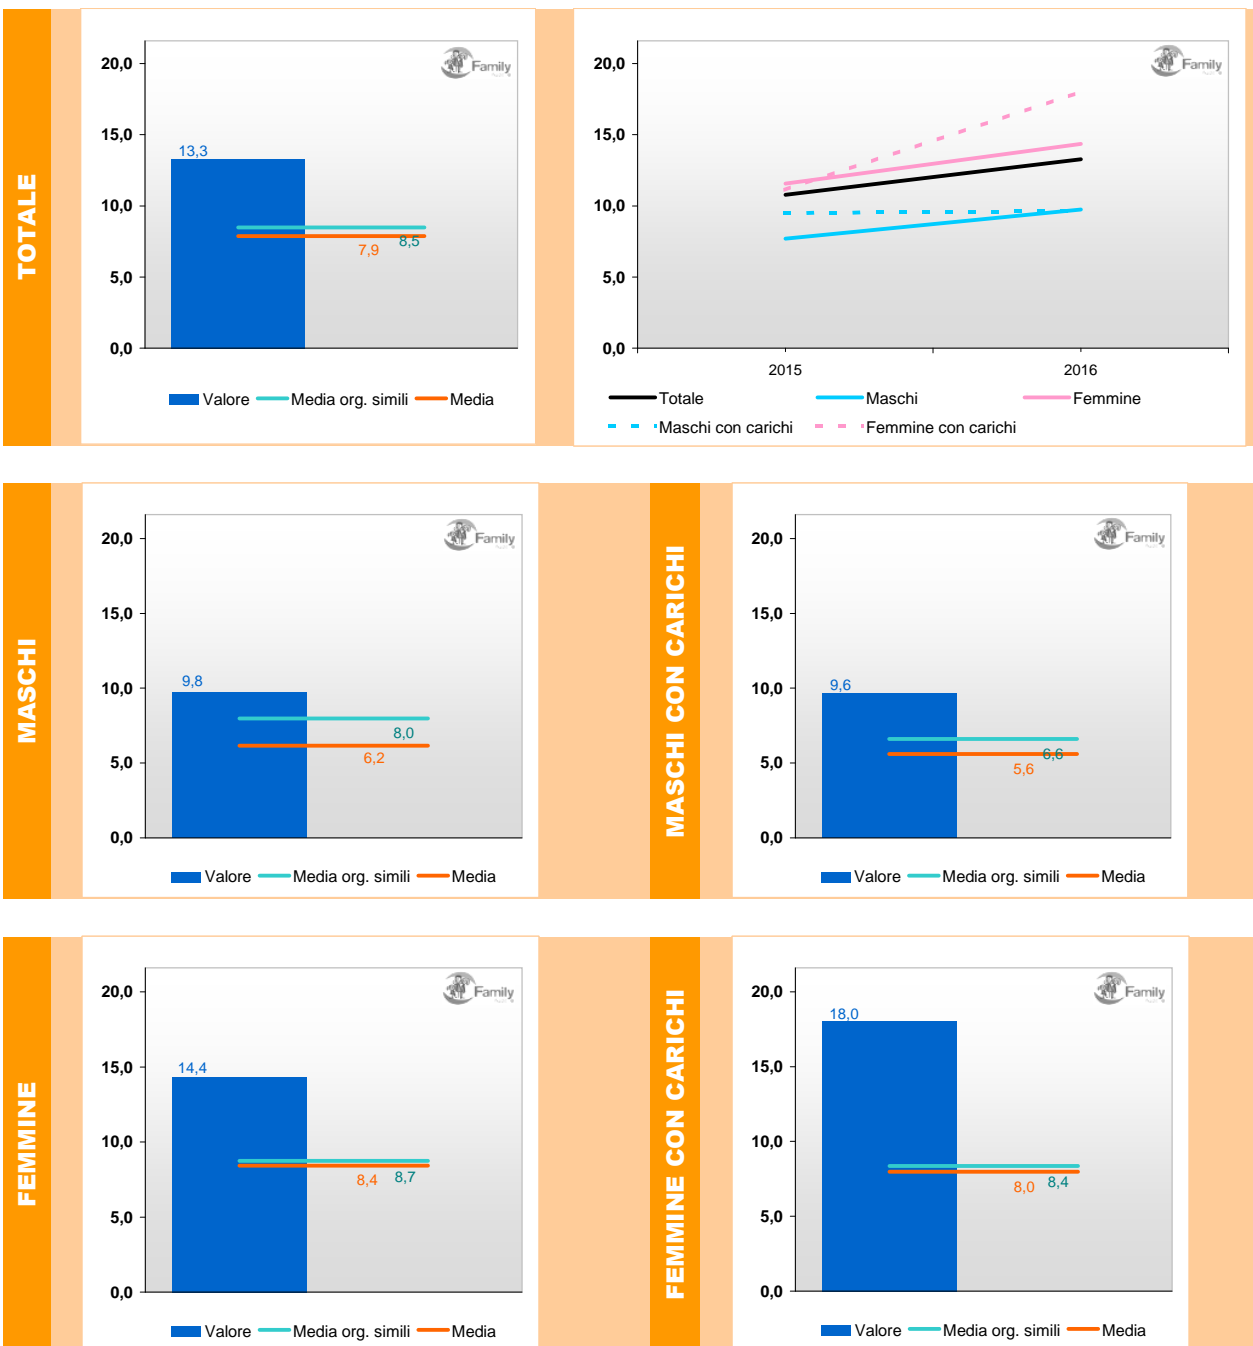 TOTALE
Family
20,0
15,0
10,0
5,0
0,0
13,3
7,9
8,5
Valore Media org. simili Media
Family
20,0
15,0
10,0
5,0
0,0
2015 2016
Totale Maschi Femmine
Maschi con carichi Femmine con carichi
MASCHI
Family
20,0
15,0
10,0
5,0
0,0
9,8
8,0
6,2
Valore Media org. simili Media
MASCHI CON CARICHI
Family
20,0
15,0
10,0
5,0
0,0
9,6
6,6
5,6
Valore Media org. simili Media
FEMMINE
Family
20,0
15,0
10,0
5,0
0,0
14,4
8,4 8,7
Valore Media org. simili Media
FEMMINE CON CARICHI
Family
20,0
15,0
10,0
5,0
0,0
18,0
8,0 8,4
Valore Media org. simili Media